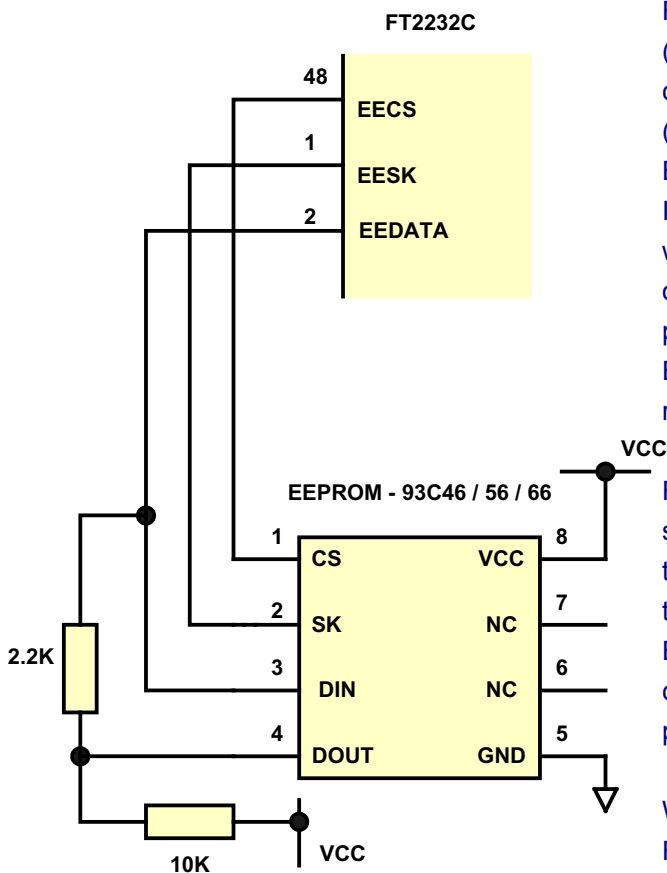 FT2232C
48
EECS
1
EESK
2
EEDATA
VCC
EEPROM - 93C46 / 56 / 66
1
CS
VCC
8
2
SK
NC
7
2.2K
3
DIN
NC
6
4
DOUT
GND
5
10K
VCC